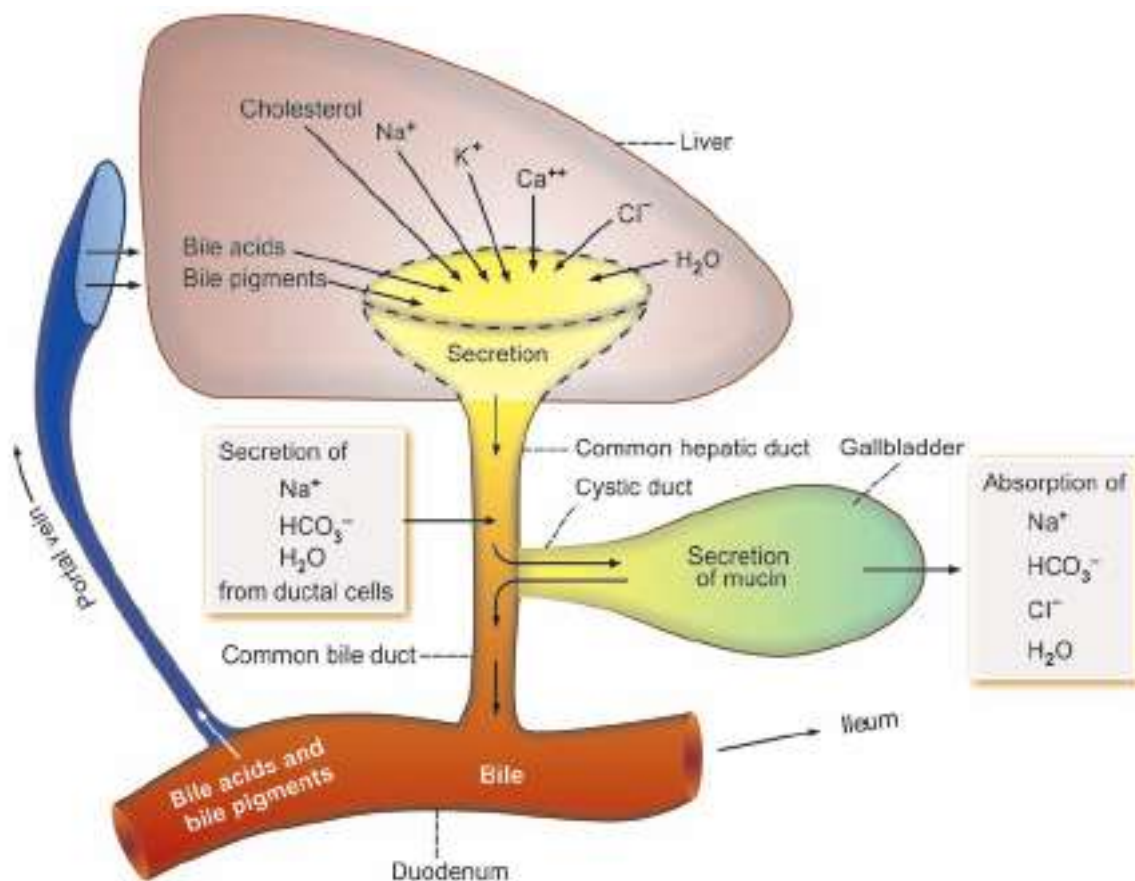 Cholesterol
Na⁺
K⁺
Ca⁺⁺
Cl⁻
H₂O
Liver
Bile acids
Bile pigments
Secretion
Secretion of
Na⁺
HCO₃⁻
H₂O
from ductal cells
Common hepatic duct
Cystic duct
Gallbladder
Secretion
of mucin
Absorption of
Na⁺
HCO₃⁻
Cl⁻
H₂O
Portal vein
Common bile duct
Ileum
Bile acids and
bile pigments
Bile
Duodenum